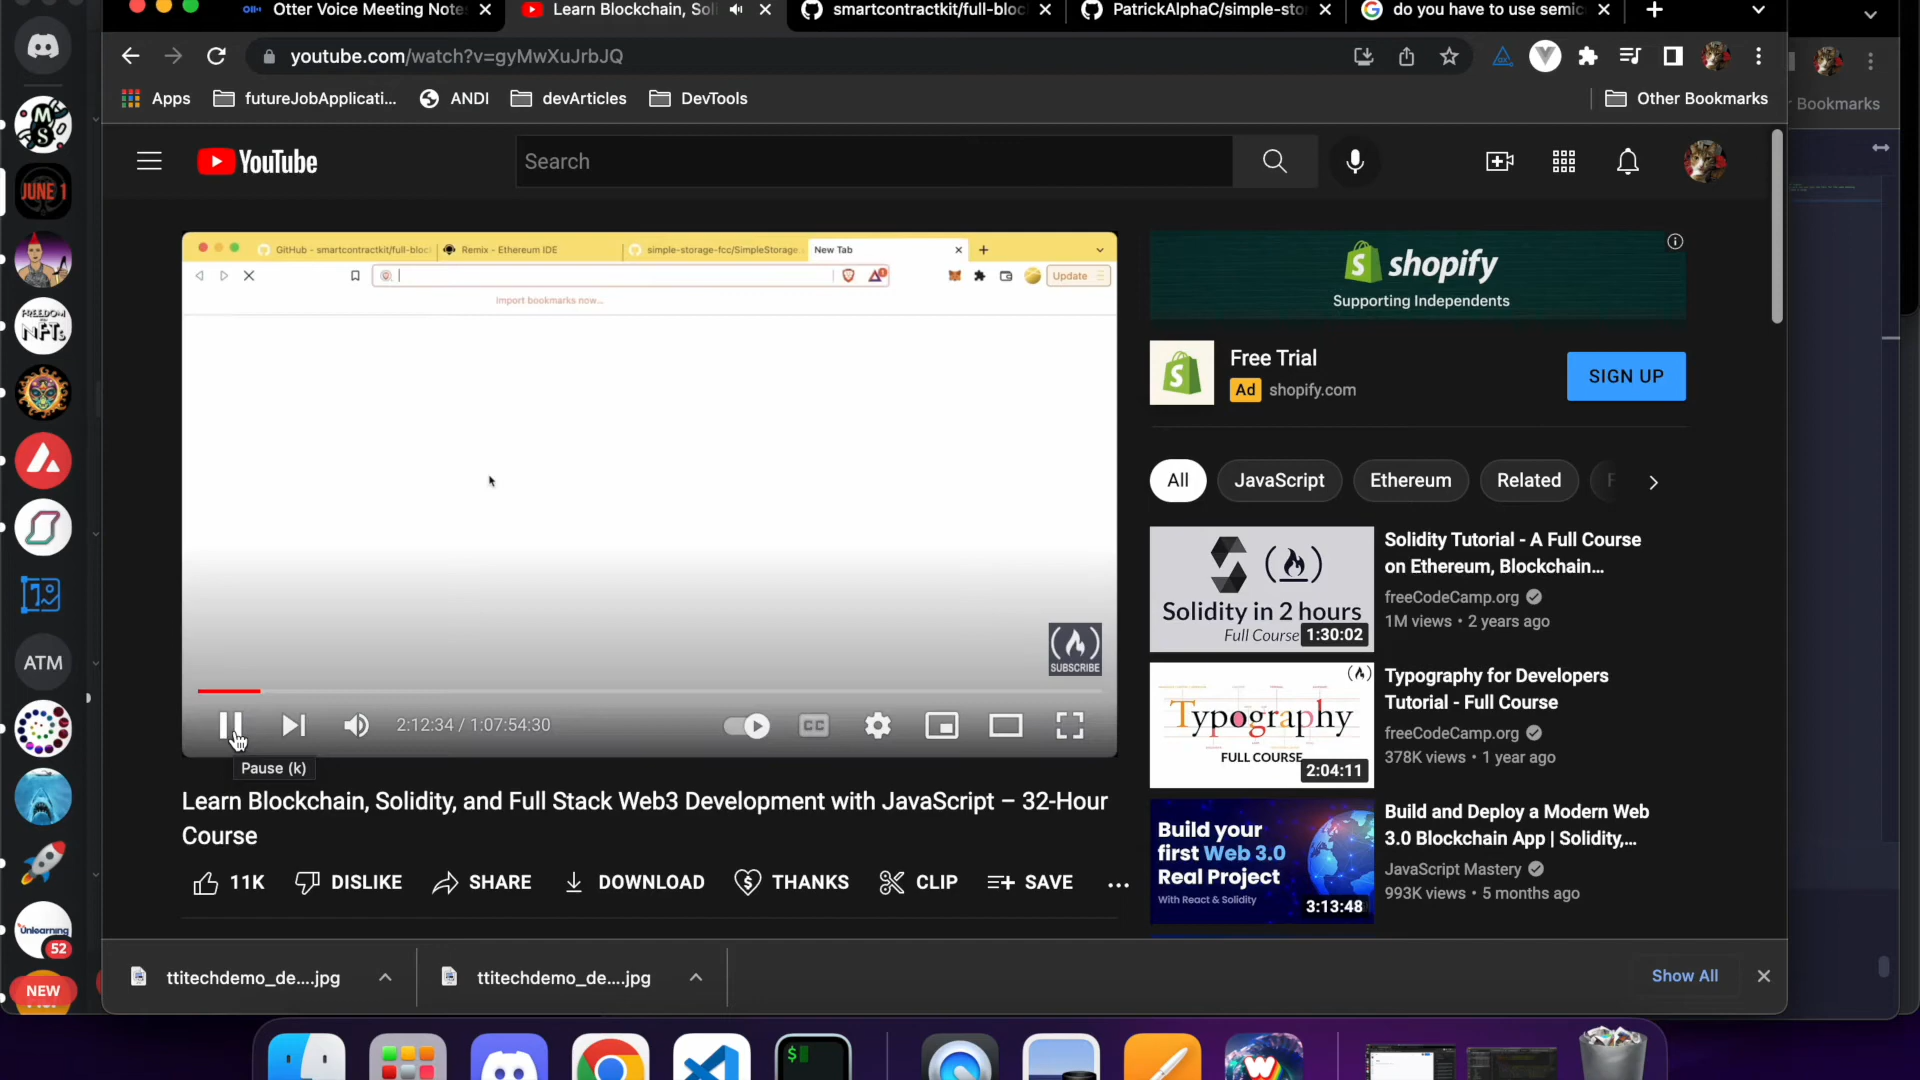 Otter Voice Meeting Notes
Learn Blockchain, Sol
smartcontractkit/full-bloc
PatrickAlphaC/simple-sto
do you have to use semic
youtube.com/watch?v=gyMwXuJrbJQ
Apps
futureJobApplicati...
ANDI
devArticles
DevTools
Other Bookmarks
Bookmarks
YouTube
Search
JUNE 1
FREEDOM
NFTs
ATM
unlearning
52
NEW
GitHub - smartcontractkit/full-bloc
Remix - Ethereum IDE
simple-storage-fcc/SimpleStorage.
New Tab
Update
Import bookmarks now...
SUBSCRIBE
2:12:34 / 1:07:54:30
CC
Pause (k)
Learn Blockchain, Solidity, and Full Stack Web3 Development with JavaScript – 32-Hour
Course
11K
DISLIKE
SHARE
DOWNLOAD
THANKS
CLIP
SAVE
shopify
Supporting Independents
Free Trial
Ad shopify.com
SIGN UP
All
JavaScript
Ethereum
Related
Solidity in 2 hours
Full Course
1:30:02
Solidity Tutorial - A Full Course
on Ethereum, Blockchain...
freeCodeCamp.org
1M views • 2 years ago
Typography
FULL COURSE
2:04:11
Typography for Developers
Tutorial - Full Course
freeCodeCamp.org
378K views • 1 year ago
Build your
first Web 3.0
Real Project
With React & Solidity
3:13:48
Build and Deploy a Modern Web
3.0 Blockchain App | Solidity,...
JavaScript Mastery
993K views • 5 months ago
ttitechdemo_de....jpg
ttitechdemo_de....jpg
Show All